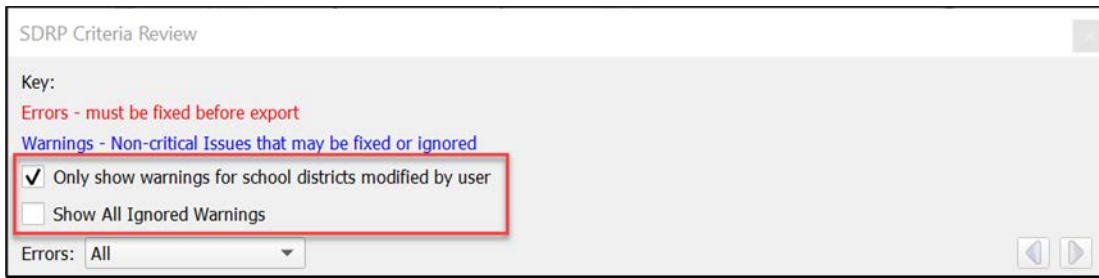 SDRP Criteria Review
Key:
Errors - must be fixed before export
Warnings - Non-critical Issues that may be fixed or ignored
Only show warnings for school districts modified by user
Show All Ignored Warnings
Errors: All